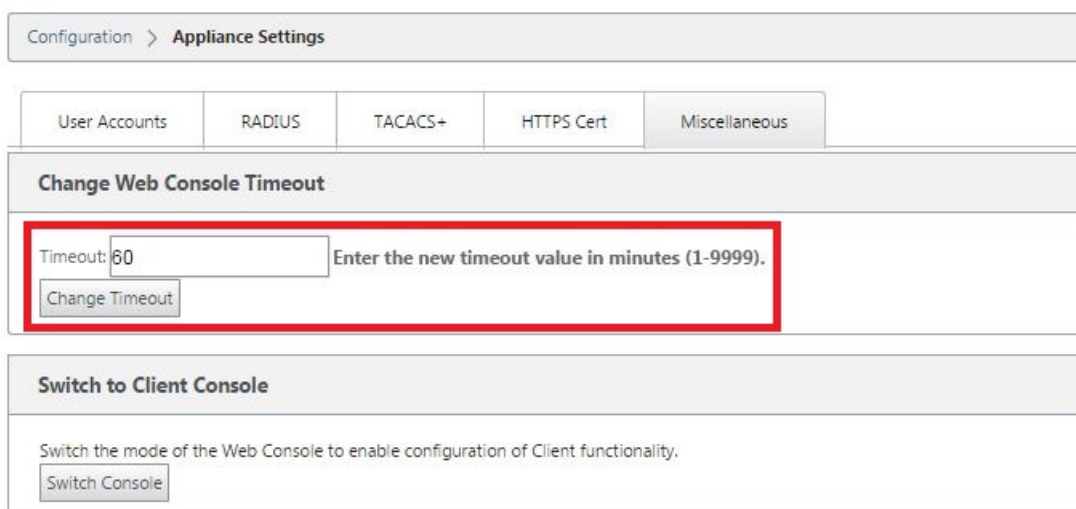 Configuration > Appliance Settings
User Accounts RADIUS TACACS+ HTTPS Cert Miscellaneous
Change Web Console Timeout
Timeout: 60 Enter the new timeout value in minutes (1-9999).
Change Timeout
Switch to Client Console
Switch the mode of the Web Console to enable configuration of Client functionality.
Switch Console